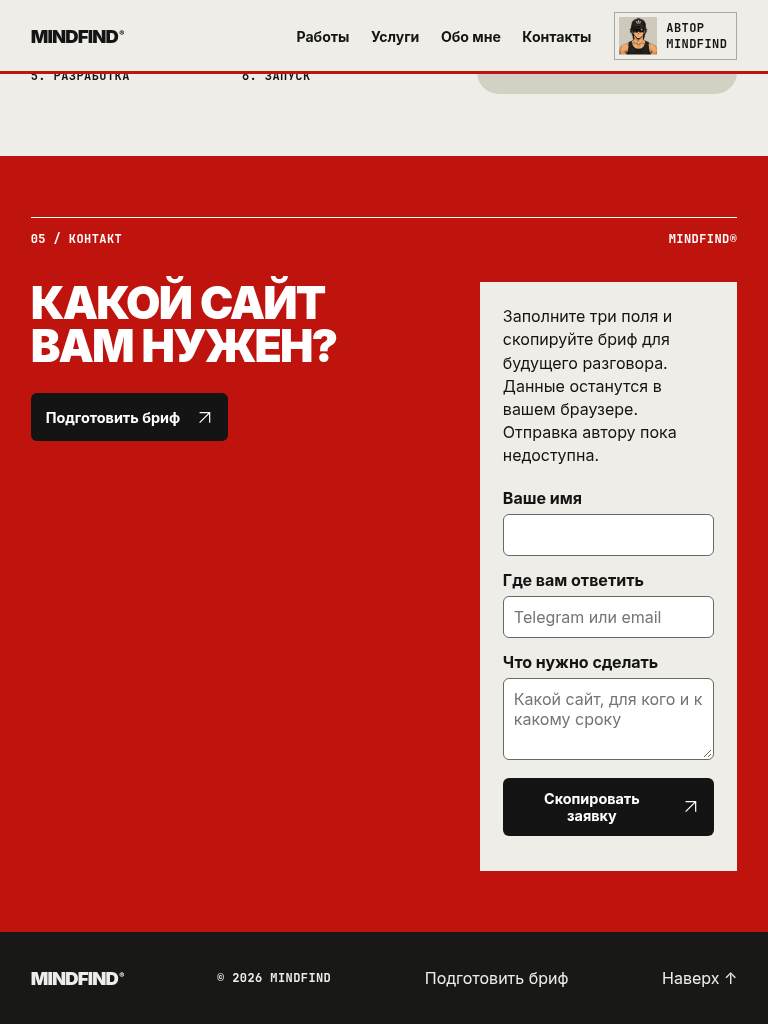 MINDFIND®
Работы
Услуги
Обо мне
Контакты
АВТОР
MINDFIND
5. РАЗРАБОТКА
6. ЗАПУСК
05 / КОНТАКТ
MINDFIND®
КАКОЙ САЙТ
ВАМ НУЖЕН?
Подготовить бриф
Заполните три поля и
скопируйте бриф для
будущего разговора.
Данные останутся в
вашем браузере.
Отправка автору пока
недоступна.
Ваше имя
Где вам ответить
Telegram или email
Что нужно сделать
Какой сайт, для кого и к
какому сроку
Скопировать
заявку
MINDFIND®
© 2026 MINDFIND
Подготовить бриф
Наверх ↑